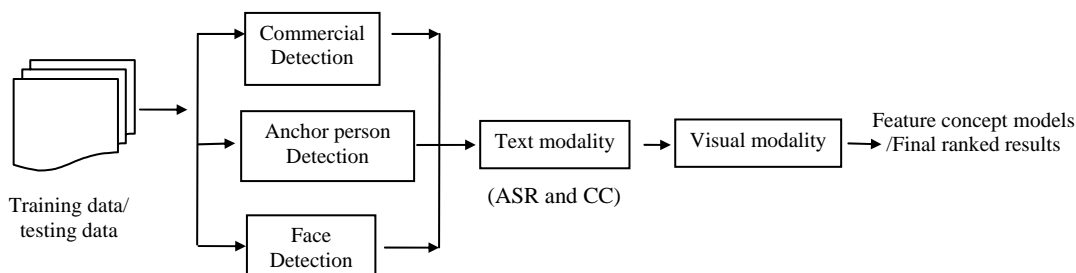 Commercial
Detection
Anchor person
Detection
Face
Detection
Training data/
testing data
Text modality
(ASR and CC)
Visual modality
Feature concept models
/Final ranked results